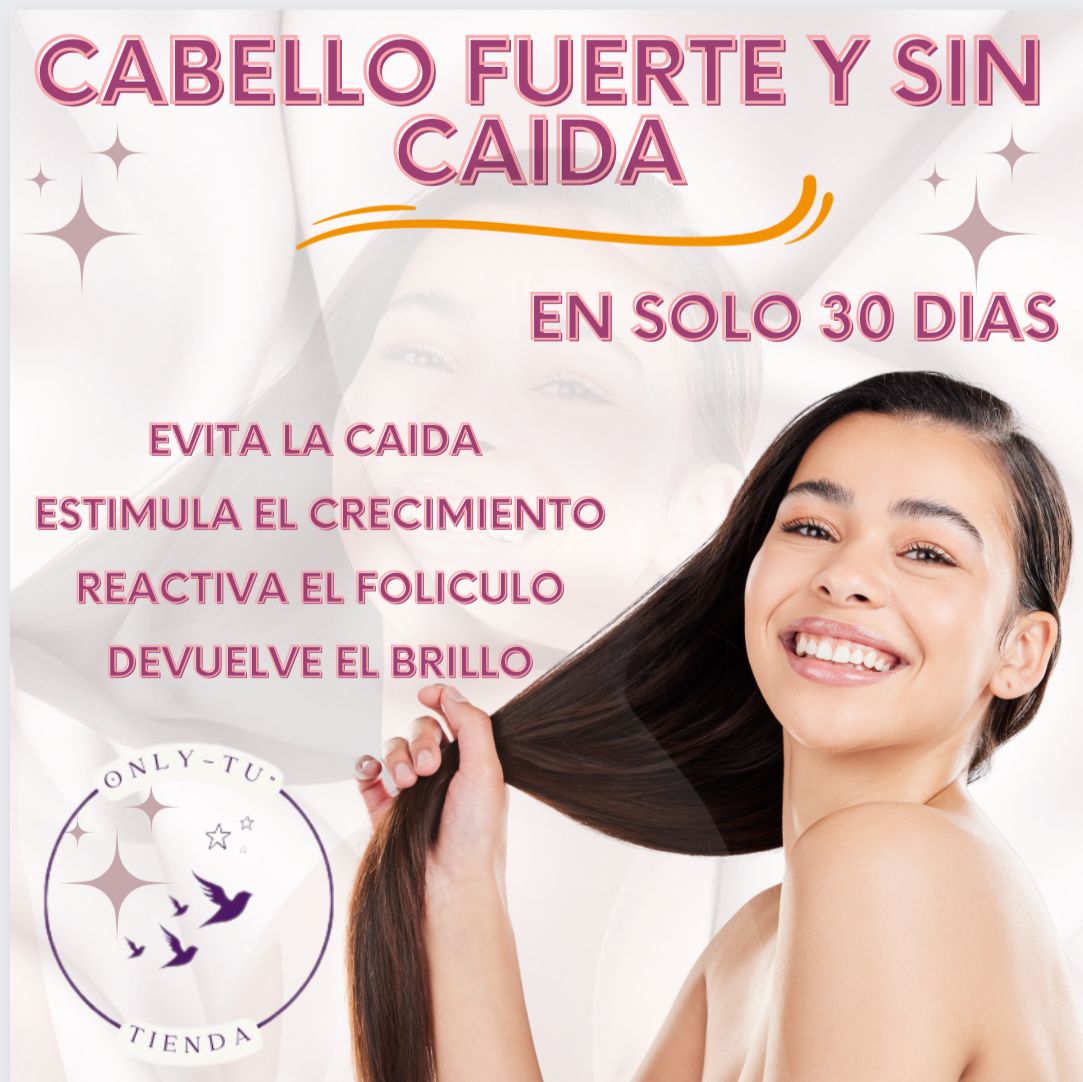 CABELLO FUERTE Y SIN
CAIDA
EN SOLO 30 DIAS
EVITA LA CAIDA
ESTIMULA EL CRECIMIENTO
REACTIVA EL FOLICULO
DEVUELVE EL BRILLO
ONLY-TU
TIENDA